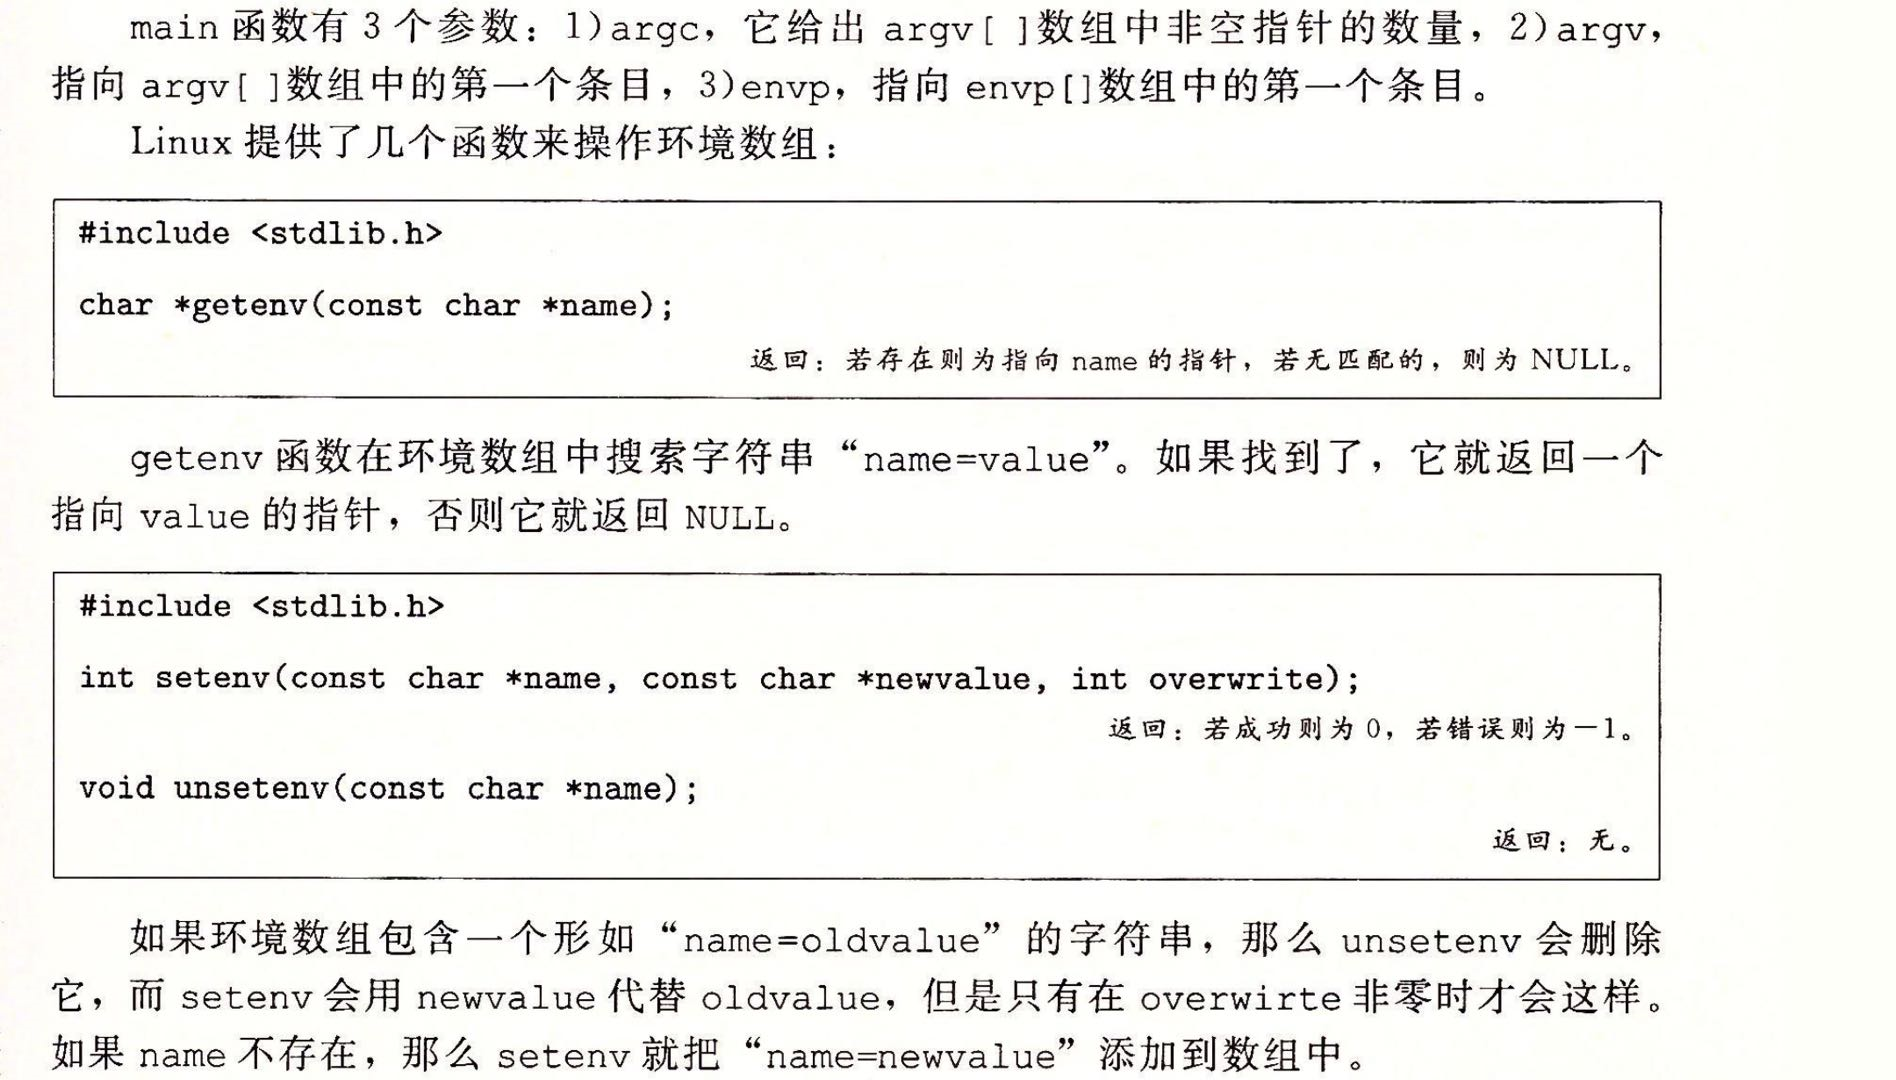 main 函数有 3 个参数：1)argc，它给出 argv[ ]数组中非空指针的数量，2)argv，
指向 argv[ ]数组中的第一个条目，3)envp，指向 envp[]数组中的第一个条目。
Linux 提供了几个函数来操作环境数组：
#include <stdlib.h>
char *getenv(const char *name);
返回：若存在则为指向 name 的指针，若无匹配的，则为 NULL。
getenv 函数在环境数组中搜索字符串“name=value”。如果找到了，它就返回一个
指向 value 的指针，否则它就返回 NULL。
#include <stdlib.h>
int setenv(const char *name, const char *newvalue, int overwrite);
返回：若成功则为 0，若错误则为－1。
void unsetenv(const char *name);
返回：无。
如果环境数组包含一个形如“name=oldvalue”的字符串，那么 unsetenv 会删除
它，而 setenv 会用 newvalue 代替 oldvalue，但是只有在 overwirte 非零时才会这样。
如果 name 不存在，那么 setenv 就把“name=newvalue”添加到数组中。